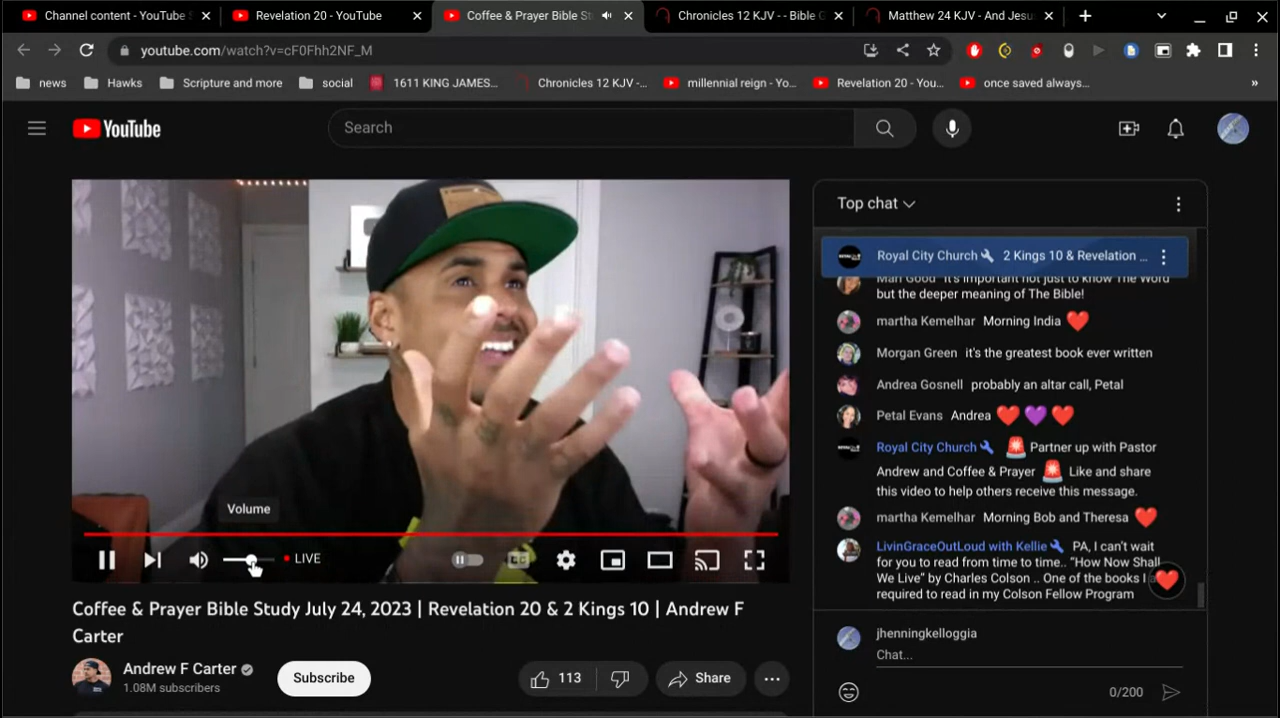 Channel content - YouTube
Revelation 20 - YouTube
Coffee & Prayer Bible St
Chronicles 12 KJV - - Bible G
Matthew 24 KJV - And Jesu
youtube.com/watch?v=cF0Fhh2NF_M
news
Hawks
Scripture and more
social
1611 KING JAMES...
Chronicles 12 KJV -...
millennial reign - Yo...
Revelation 20 - You...
once saved always...
»
YouTube
Search
Top chat
Royal City Church 2 Kings 10 & Revelation ...
Mari Good It's important not just to know The Word
but the deeper meaning of The Bible!
martha Kemelhar Morning India ❤️
Morgan Green it's the greatest book ever written
Andrea Gosnell probably an altar call, Petal
Petal Evans Andrea ❤️💜❤️
Royal City Church 🚨 Partner up with Pastor
Andrew and Coffee & Prayer 🚨 Like and share
this video to help others receive this message.
martha Kemelhar Morning Bob and Theresa ❤️
LivinGraceOutLoud with Kellie PA, I can't wait
for you to read from time to time.. "How Now Shall
We Live" by Charles Colson .. One of the books I
required to read in my Colson Fellow Program
jhenningkelloggia
Chat...
0/200
Volume
LIVE
CC
Coffee & Prayer Bible Study July 24, 2023 | Revelation 20 & 2 Kings 10 | Andrew F
Carter
Andrew F Carter
1.08M subscribers
Subscribe
113
Share